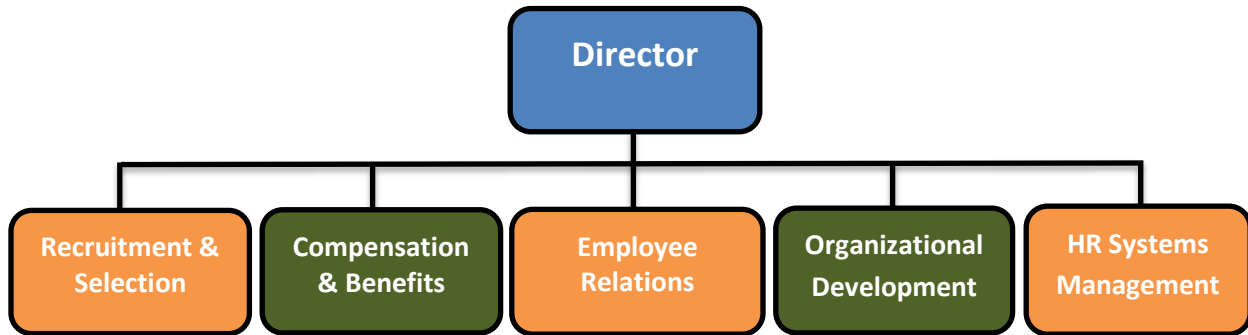 Director
Recruitment &
Selection
Compensation
& Benefits
Employee
Relations
Organizational
Development
HR Systems
Management